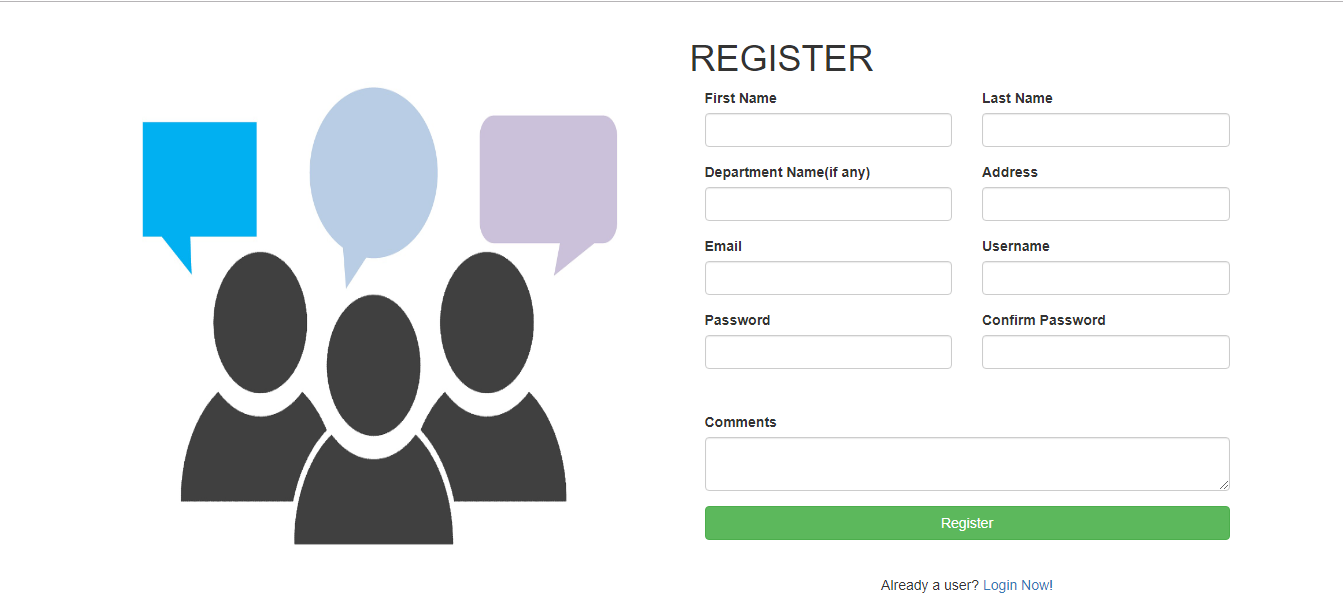 REGISTER
First Name Last Name
Department Name(if any) Address
Email Username
Password Confirm Password
Comments
Register
Already a user? Login Now!